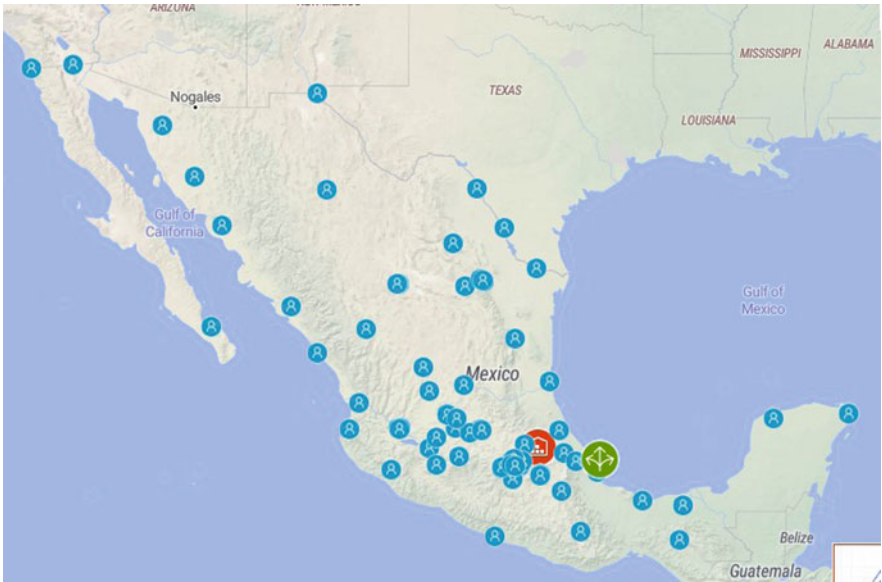 ARIZONA
MISSISSIPPI
ALABAMA
TEXAS
Nogales
LOUISIANA
Gulf of
California
Gulf of
Mexico
Mexico
Belize
Guatemala